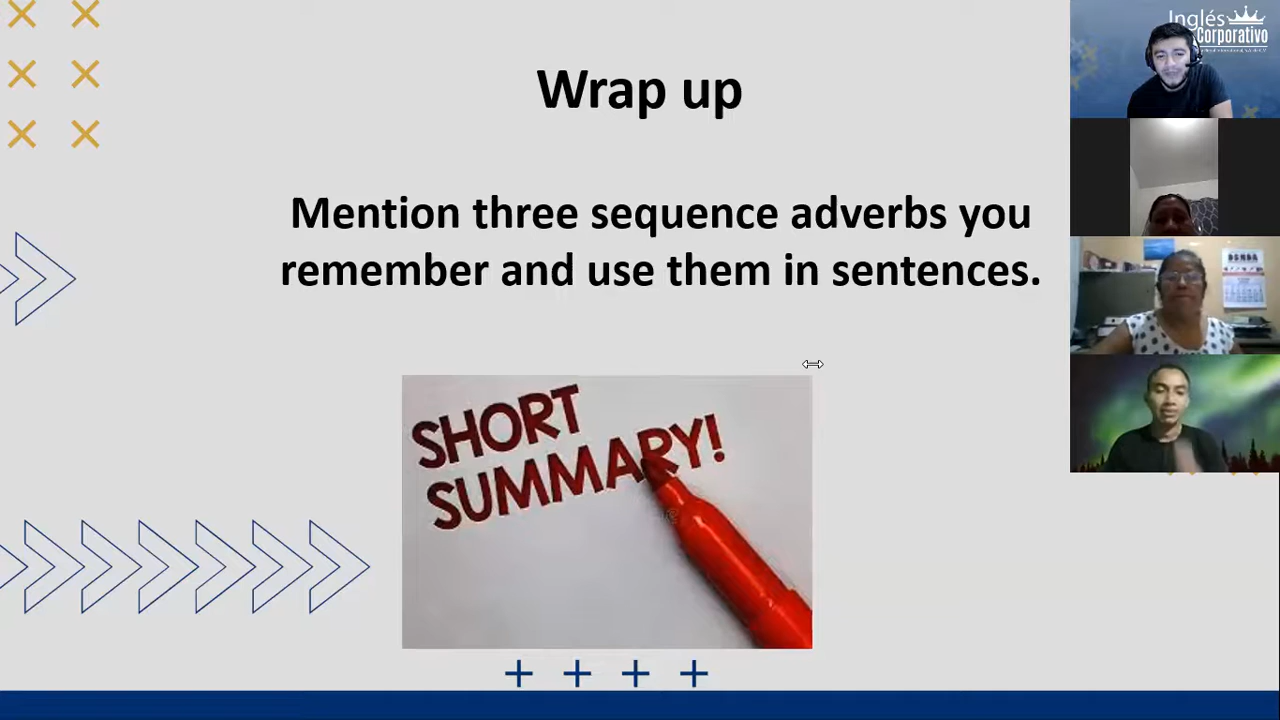 Wrap up
Mention three sequence adverbs you
remember and use them in sentences.
SHORT
SUMMARY!
Inglés
Corporativo